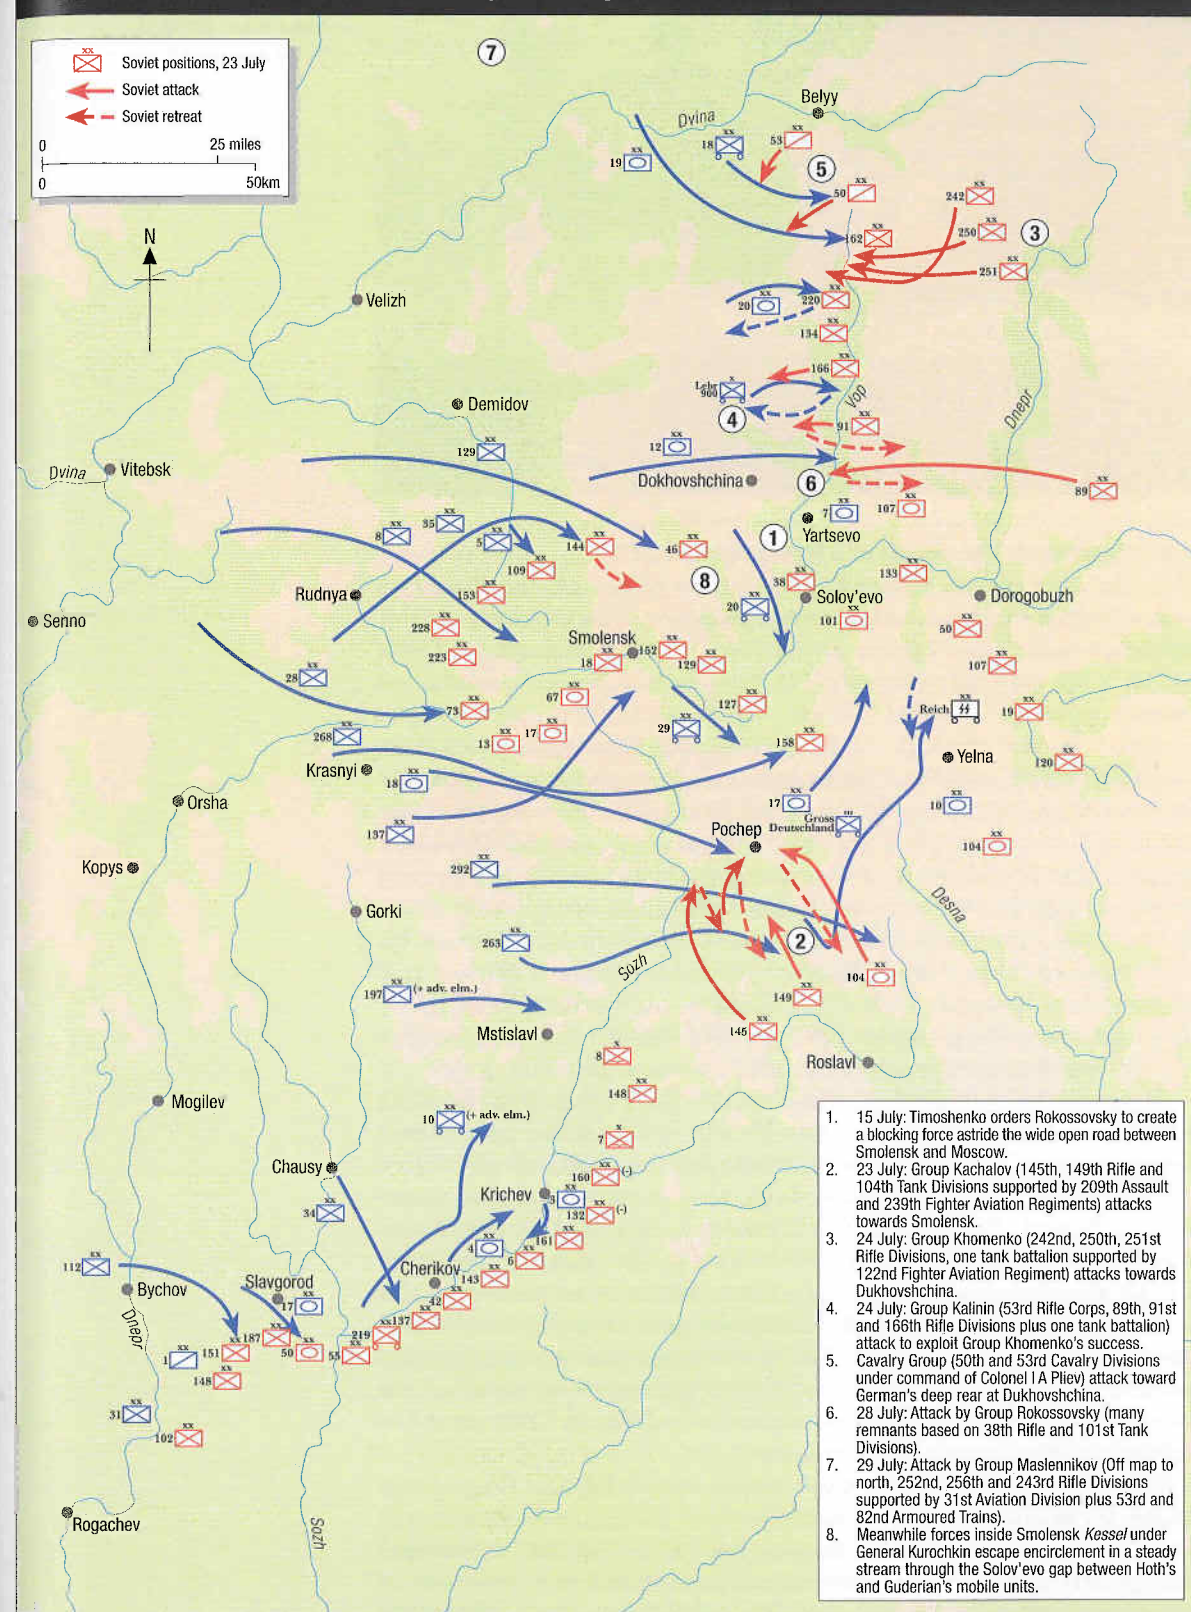 Soviet positions, 23 July
Soviet attack
Soviet retreat
0 25 miles
0 50km
N
7
Dvina
Belyy
19
18
53
5
50
242
162
250
3
251
Velizh
20
220
134
166
Lehr
900
Vop
Dnepr
4
91
Demidov
129
12
Dokhovshchina
6
89
Dvina
Vitebsk
7
107
Yartsevo
1
8
35
5
144
46
109
8
38
133
Rudnya
153
20
Solov'evo
Dorogobuzh
Senno
228
101
50
223
Smolensk
18
152
129
107
28
67
127
Reich
19
73
17
13
29
268
158
Yelna
120
Krasnyi
18
17
10
Orsha
137
Gross
Deutschland
Pochep
104
Kopys
292
Desna
Gorki
263
2
Sozh
104
197 (+ adv. elm.)
149
Mstislavl
145
8
Roslavl
148
Mogilev
10 (+ adv. elm.)
7
Chausy
160 (-)
Krichev
3
132 (-)
34
161
4
6
112
Cherikov
143
Bychov
Slavgorod
17
42
137
Dnepr
187
219
151
50
55
1
148
31
102
Rogachev
Sozh
1. 15 July: Timoshenko orders Rokossovsky to create
a blocking force astride the wide open road between
Smolensk and Moscow.
2. 23 July: Group Kachalov (145th, 149th Rifle and
104th Tank Divisions supported by 209th Assault
and 239th Fighter Aviation Regiments) attacks
towards Smolensk.
3. 24 July: Group Khomenko (242nd, 250th, 251st
Rifle Divisions, one tank battalion supported by
122nd Fighter Aviation Regiment) attacks towards
Dukhovshchina.
4. 24 July: Group Kalinin (53rd Rifle Corps, 89th, 91st
and 166th Rifle Divisions plus one tank battalion)
attack to exploit Group Khomenko's success.
5. Cavalry Group (50th and 53rd Cavalry Divisions
under command of Colonel I A Pliev) attack toward
German's deep rear at Dukhovshchina.
6. 28 July: Attack by Group Rokossovsky (many
remnants based on 38th Rifle and 101st Tank
Divisions).
7. 29 July: Attack by Group Maslennikov (Off map to
north, 252nd, 256th and 243rd Rifle Divisions
supported by 31st Aviation Division plus 53rd and
82nd Armoured Trains).
8. Meanwhile forces inside Smolensk Kessel under
General Kurochkin escape encirclement in a steady
stream through the Solov'evo gap between Hoth's
and Guderian's mobile units.